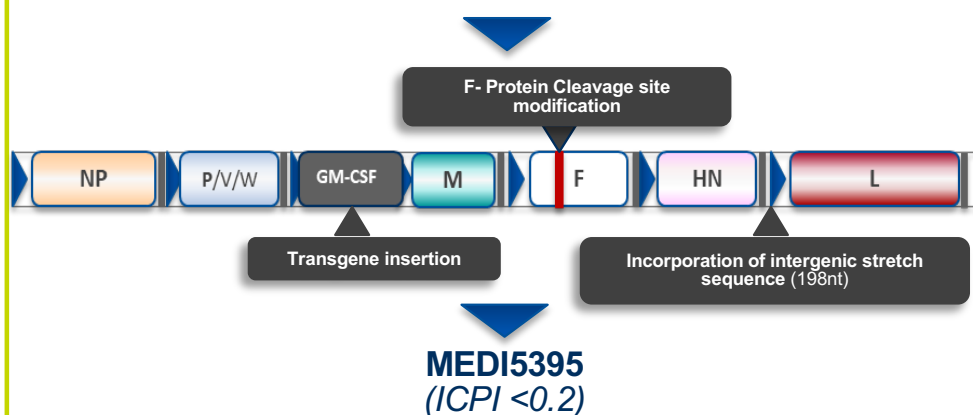 F- Protein Cleavage site
modification
NP
P/V/W
GM-CSF
M
F
HN
L
Transgene insertion
Incorporation of intergenic stretch
sequence (198nt)
MEDI5395
(ICPI <0.2)